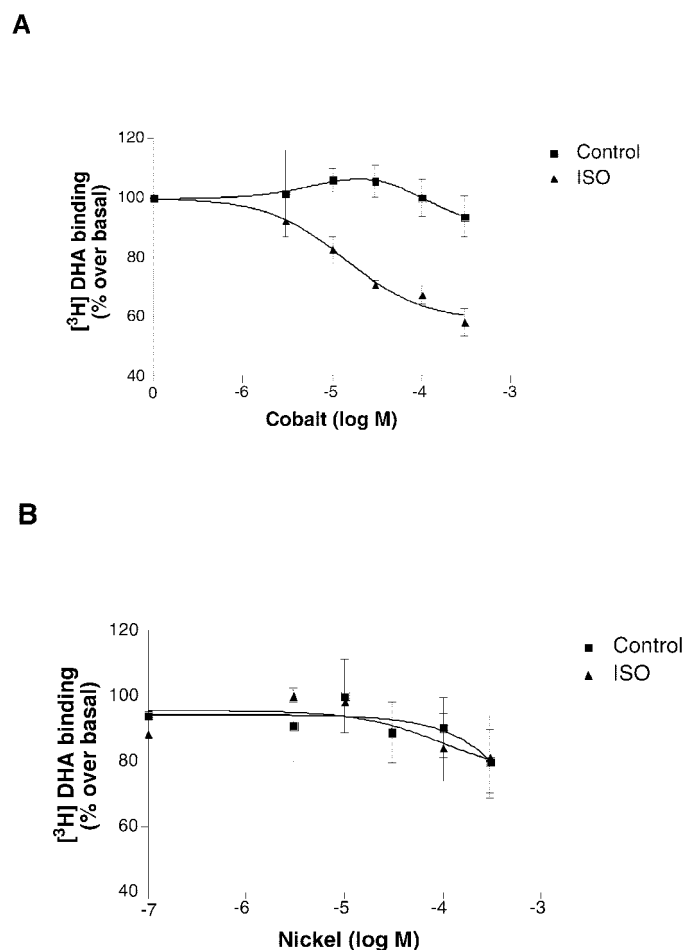 A
120
100
80
60
40
[³H] DHA binding
(% over basal)
0
-6
-5
-4
-3
Cobalt (log M)
■ Control
▲ ISO
B
120
100
80
60
40
[³H] DHA binding
(% over basal)
-7
-6
-5
-4
-3
Nickel (log M)
■ Control
▲ ISO